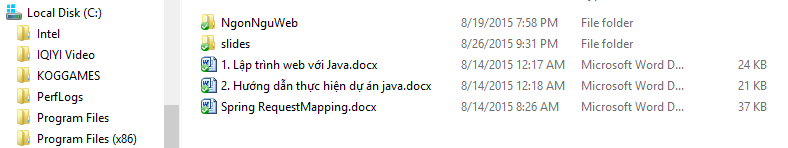 Local Disk (C:)
Intel
IQIYI Video
KOGGAMES
PerfLogs
Program Files
Program Files (x86)
NgonNguWeb 8/19/2015 7:58 PM File folder
slides 8/26/2015 9:31 PM File folder
1. Lập trình web với Java.docx 8/14/2015 12:17 AM Microsoft Word D... 24 KB
2. Hướng dẫn thực hiện dự án java.docx 8/14/2015 12:18 AM Microsoft Word D... 21 KB
Spring RequestMapping.docx 8/14/2015 8:26 AM Microsoft Word D... 37 KB